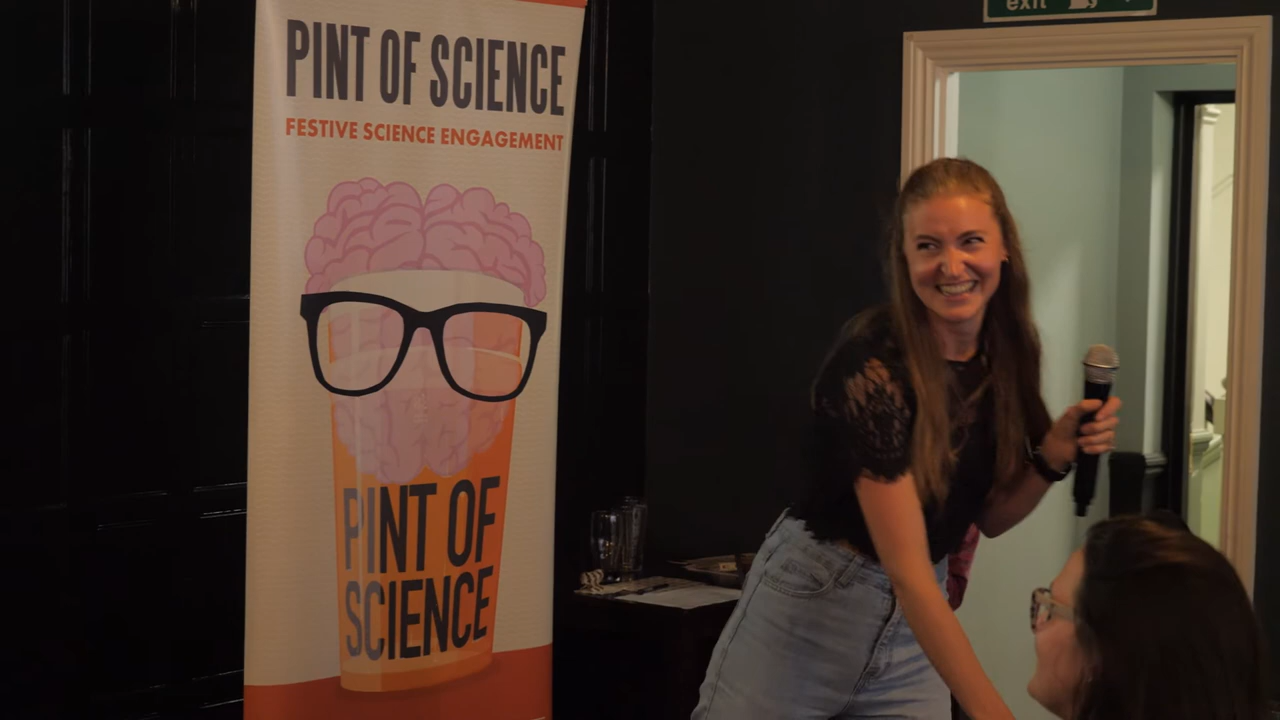 PINT OF SCIENCE
FESTIVE SCIENCE ENGAGEMENT
PINT OF
SCIENCE
exit